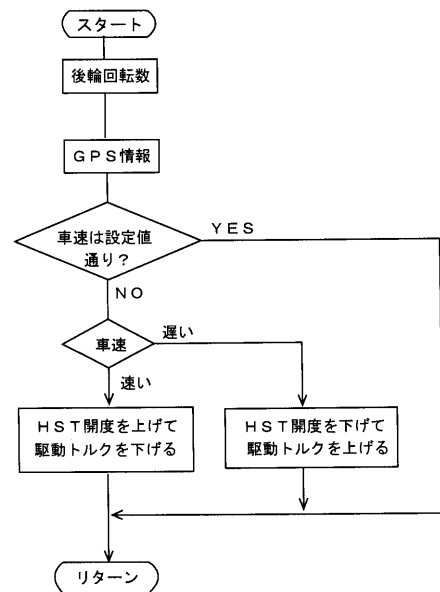 スタート
後輪回転数
GPS情報
車速は設定値
通り?
YES
NO
車速
遅い
速い
HST開度を上げて
駆動トルクを下げる
HST開度を下げて
駆動トルクを上げる
リターン